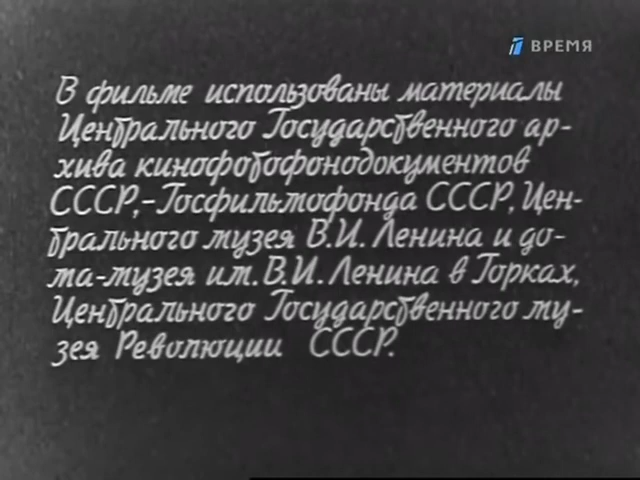 ВРЕМЯ
В фильме использованы материалы
Центрального Государственного ар-
хива кинофотофонодокументов
СССР,-Госфильмофонда СССР, Цен-
трального музея В.И. Ленина и до-
ма-музея им. В.И. Ленина в Горках,
Центрального Государственного му-
зея Революции СССР.